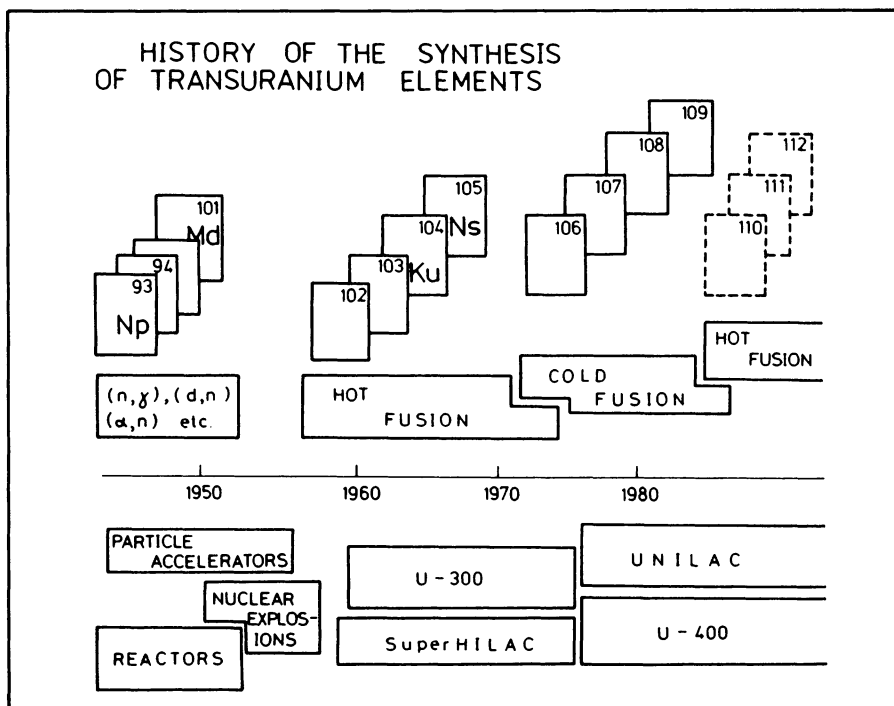 HISTORY OF THE SYNTHESIS
OF TRANSURANIUM ELEMENTS
93
Np
94
101
Md
102
103
104
Ku
105
Ns
106
107
108
109
110
111
112
(n,γ),(d,n)
(α,n) etc.
HOT
FUSION
COLD
FUSION
HOT
FUSION
1950
1960
1970
1980
PARTICLE
ACCELERATORS
NUCLEAR
EXPLOS-
IONS
REACTORS
U-300
SuperHILAC
UNILAC
U-400